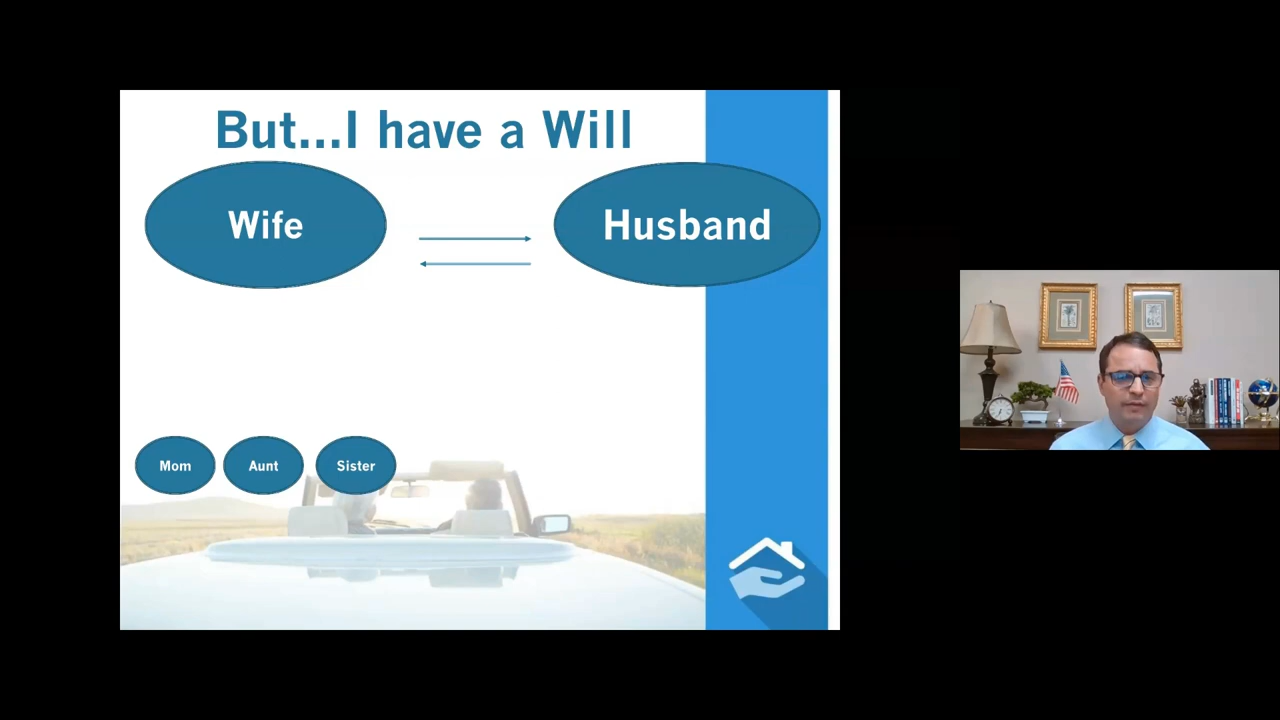 But...I have a Will
Wife
Husband
Mom
Aunt
Sister